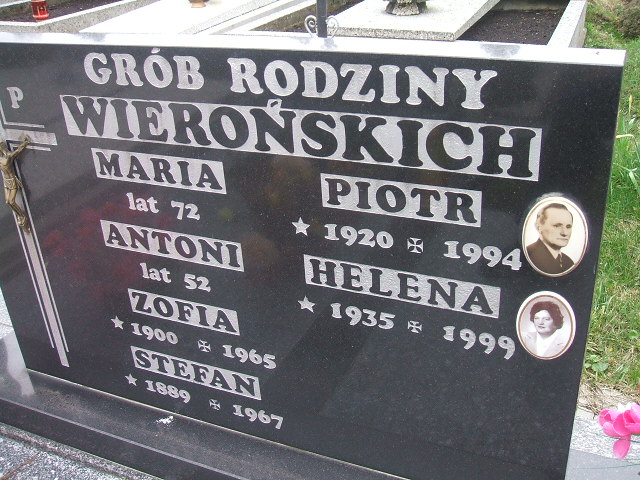 GRÓB RODZINY
P
WIEROŃSKICH
MARIA
lat 72
ANTONI
lat 52
ZOFIA
1900 1965
STEFAN
1889 1967
PIOTR
1920 1994
HELENA
1935 1999